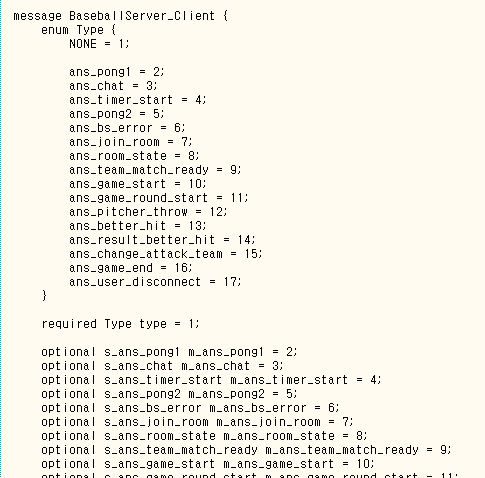 message BaseballServer_Client {
    enum Type {
        NONE = 1;

        ans_pong1 = 2;
        ans_chat = 3;
        ans_timer_start = 4;
        ans_pong2 = 5;
        ans_bs_error = 6;
        ans_join_room = 7;
        ans_room_state = 8;
        ans_team_match_ready = 9;
        ans_game_start = 10;
        ans_game_round_start = 11;
        ans_pitcher_throw = 12;
        ans_better_hit = 13;
        ans_result_better_hit = 14;
        ans_change_attack_team = 15;
        ans_game_end = 16;
        ans_user_disconnect = 17;
    }

    required Type type = 1;

    optional s_ans_pong1 m_ans_pong1 = 2;
    optional s_ans_chat m_ans_chat = 3;
    optional s_ans_timer_start m_ans_timer_start = 4;
    optional s_ans_pong2 m_ans_pong2 = 5;
    optional s_ans_bs_error m_ans_bs_error = 6;
    optional s_ans_join_room m_ans_join_room = 7;
    optional s_ans_room_state m_ans_room_state = 8;
    optional s_ans_team_match_ready m_ans_team_match_ready = 9;
    optional s_ans_game_start m_ans_game_start = 10;
    optional s_ans_game_round_start m_ans_game_round_start = 11;